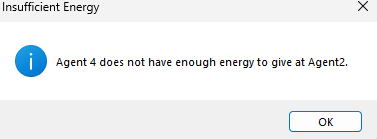 Insufficient Energy
Agent 4 does not have enough energy to give at Agent2.
OK